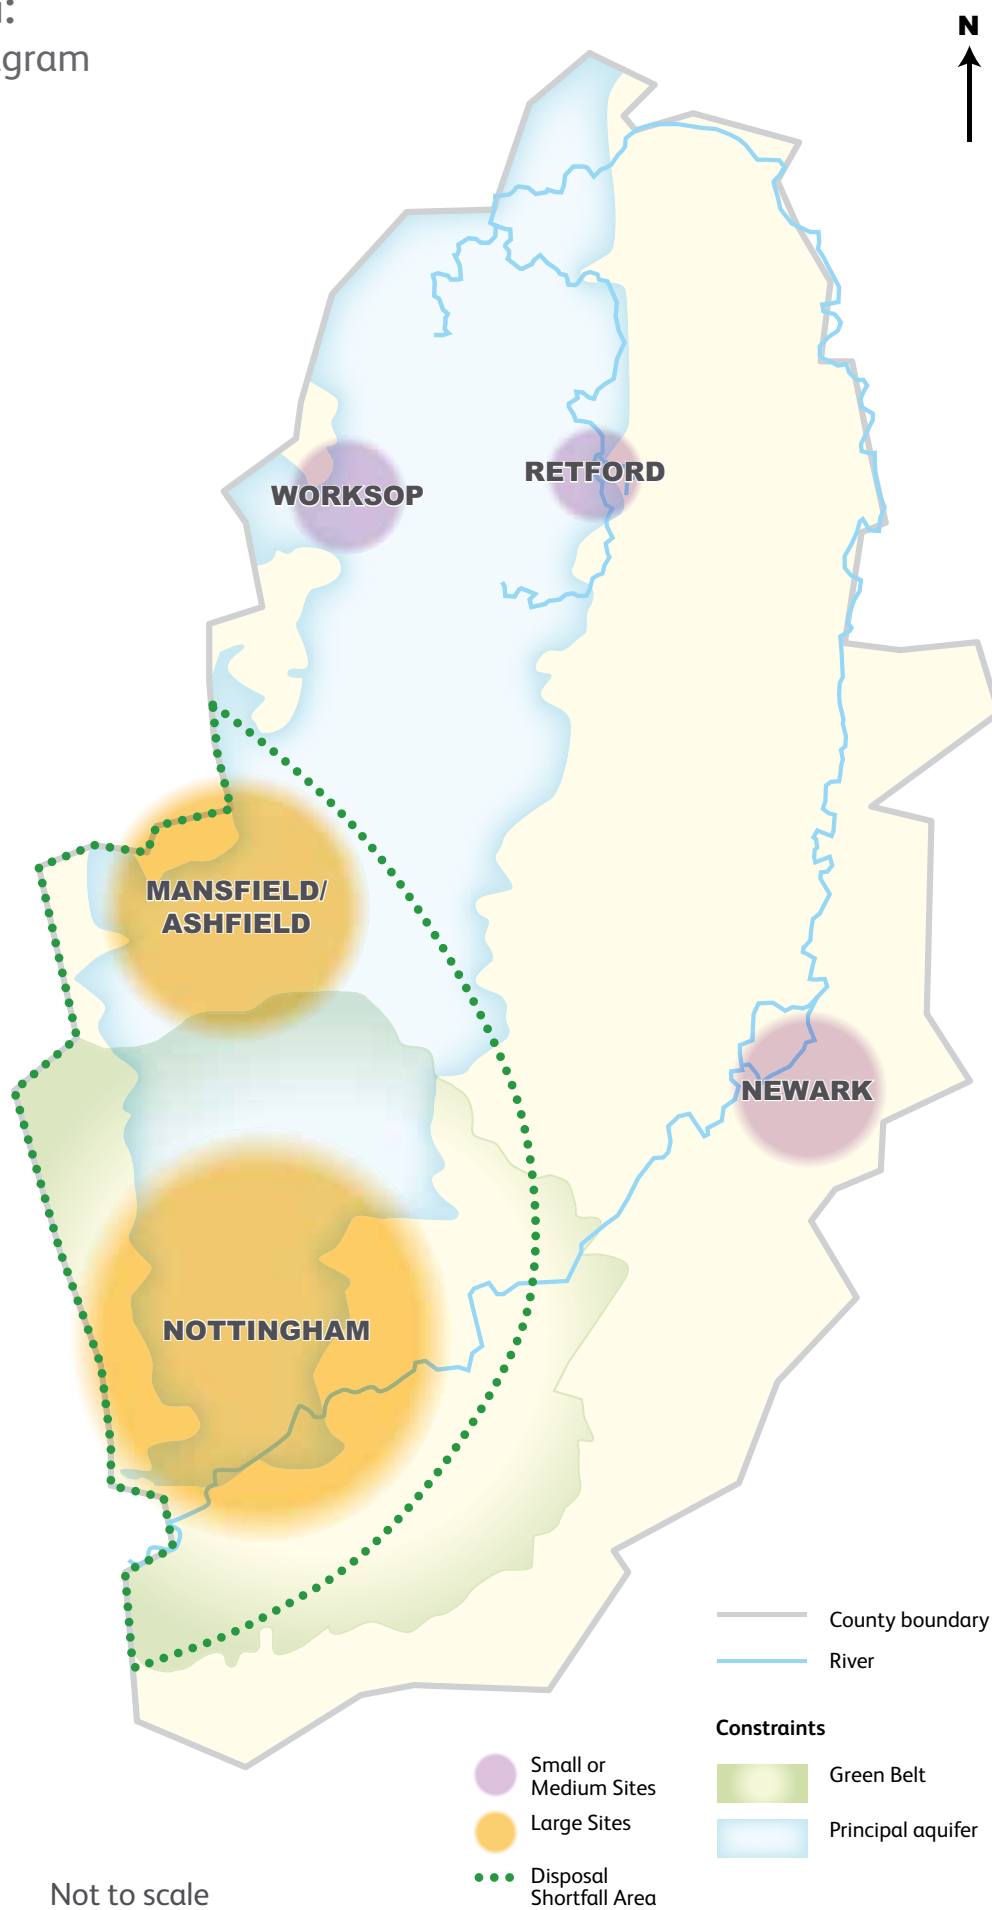 gram
N
WORKSOP
RETFORD
MANSFIELD/
ASHFIELD
NEWARK
NOTTINGHAM
County boundary
River
Constraints
Green Belt
Principal aquifer
Small or
Medium Sites
Large Sites
Disposal
Shortfall Area
Not to scale